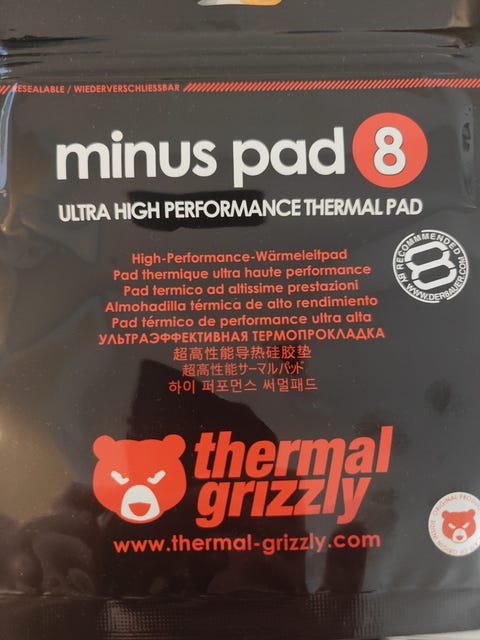 RESEALABLE / WIEDERVERSCHLIESSBAR
minus pad 8
ULTRA HIGH PERFORMANCE THERMAL PAD
RECOMMMENDED
BY WWW.DER8AUER.COM
High-Performance-Wärmeleitpad
Pad thermique ultra haute performance
Pad termico ad altissime prestazioni
Almohadilla térmica de alto rendimiento
Pad térmico de performance ultra alta
УЛЬТРАЭФФЕКТИВНАЯ ТЕРМОПРОКЛАДКА
超高性能导热硅胶垫
超高性能サーマルパッド
하이 퍼포먼스 써멀패드
thermal
grizzly
www.thermal-grizzly.com
ORIGINAL